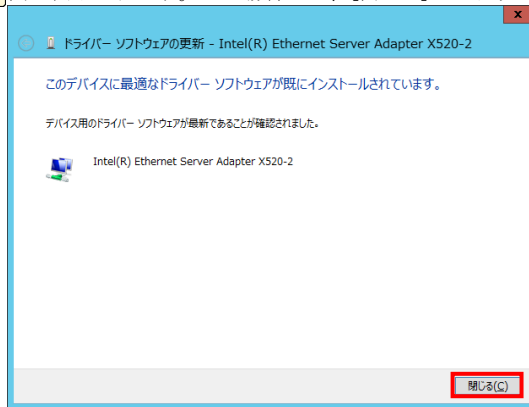 x
ドライバー ソフトウェアの更新 - Intel(R) Ethernet Server Adapter X520-2
このデバイスに最適なドライバー ソフトウェアが既にインストールされています。
デバイス用のドライバー ソフトウェアが最新であることが確認されました。
Intel(R) Ethernet Server Adapter X520-2
閉じる(C)